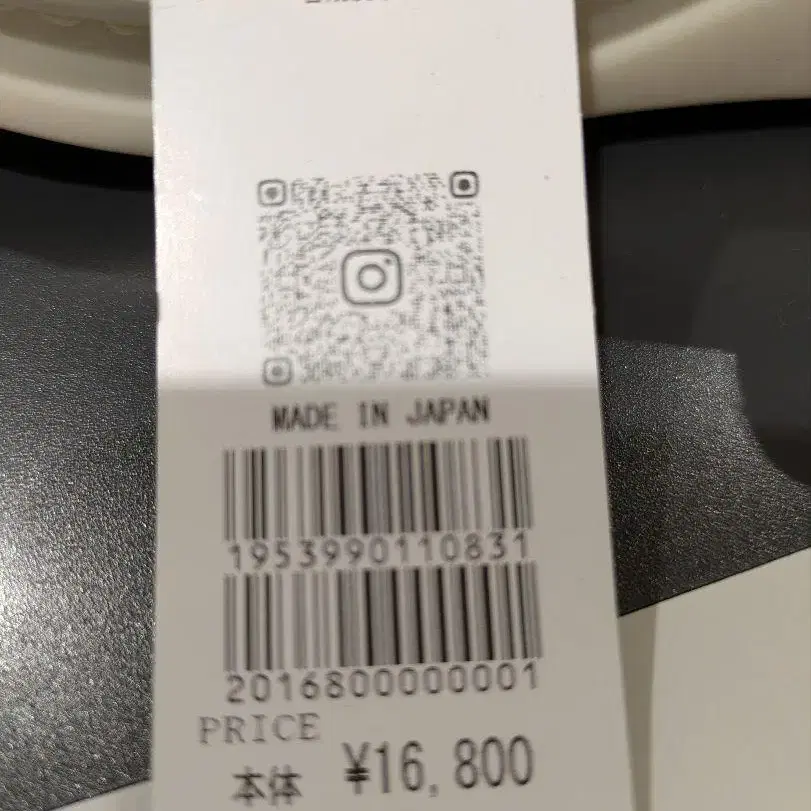 MADE IN JAPAN
1953990110831
2016800000001
PRICE
本体 ¥16,800